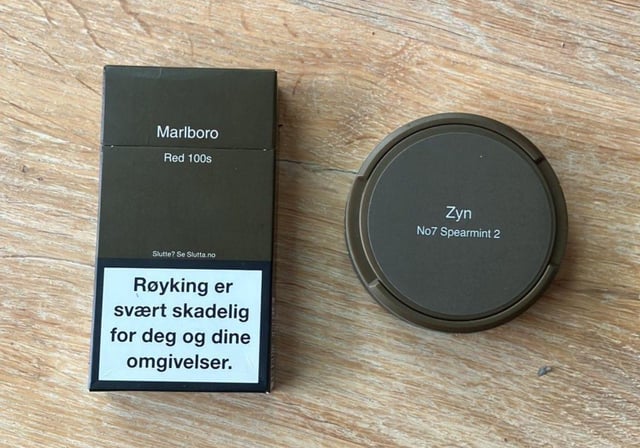 Marlboro
Red 100s
Slutte? Se Slutta.no
Røyking er
svært skadelig
for deg og dine
omgivelser.
Zyn
No7 Spearmint 2